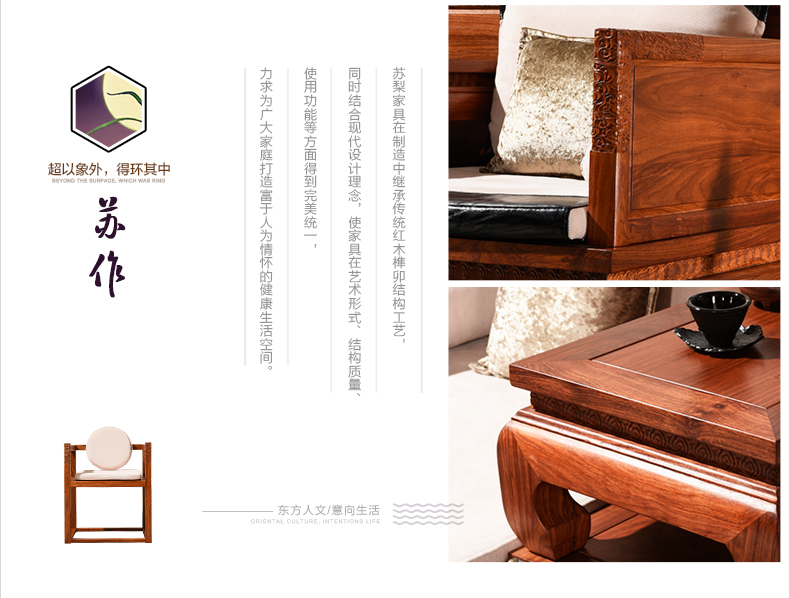 超以象外，得环其中
BEYOND THE SURFACE, WHICH WAS RING
苏作
苏梨家具在制造中继承传统红木榫卯结构工艺，
同时结合现代设计理念，使家具在艺术形式、结构质量、
使用功能等方面得到完美统一，
力求为广大家庭打造富于人为情怀的健康生活空间。
东方人文/意向生活
ORIENTAL CULTURE, INTENTIONS LIFE